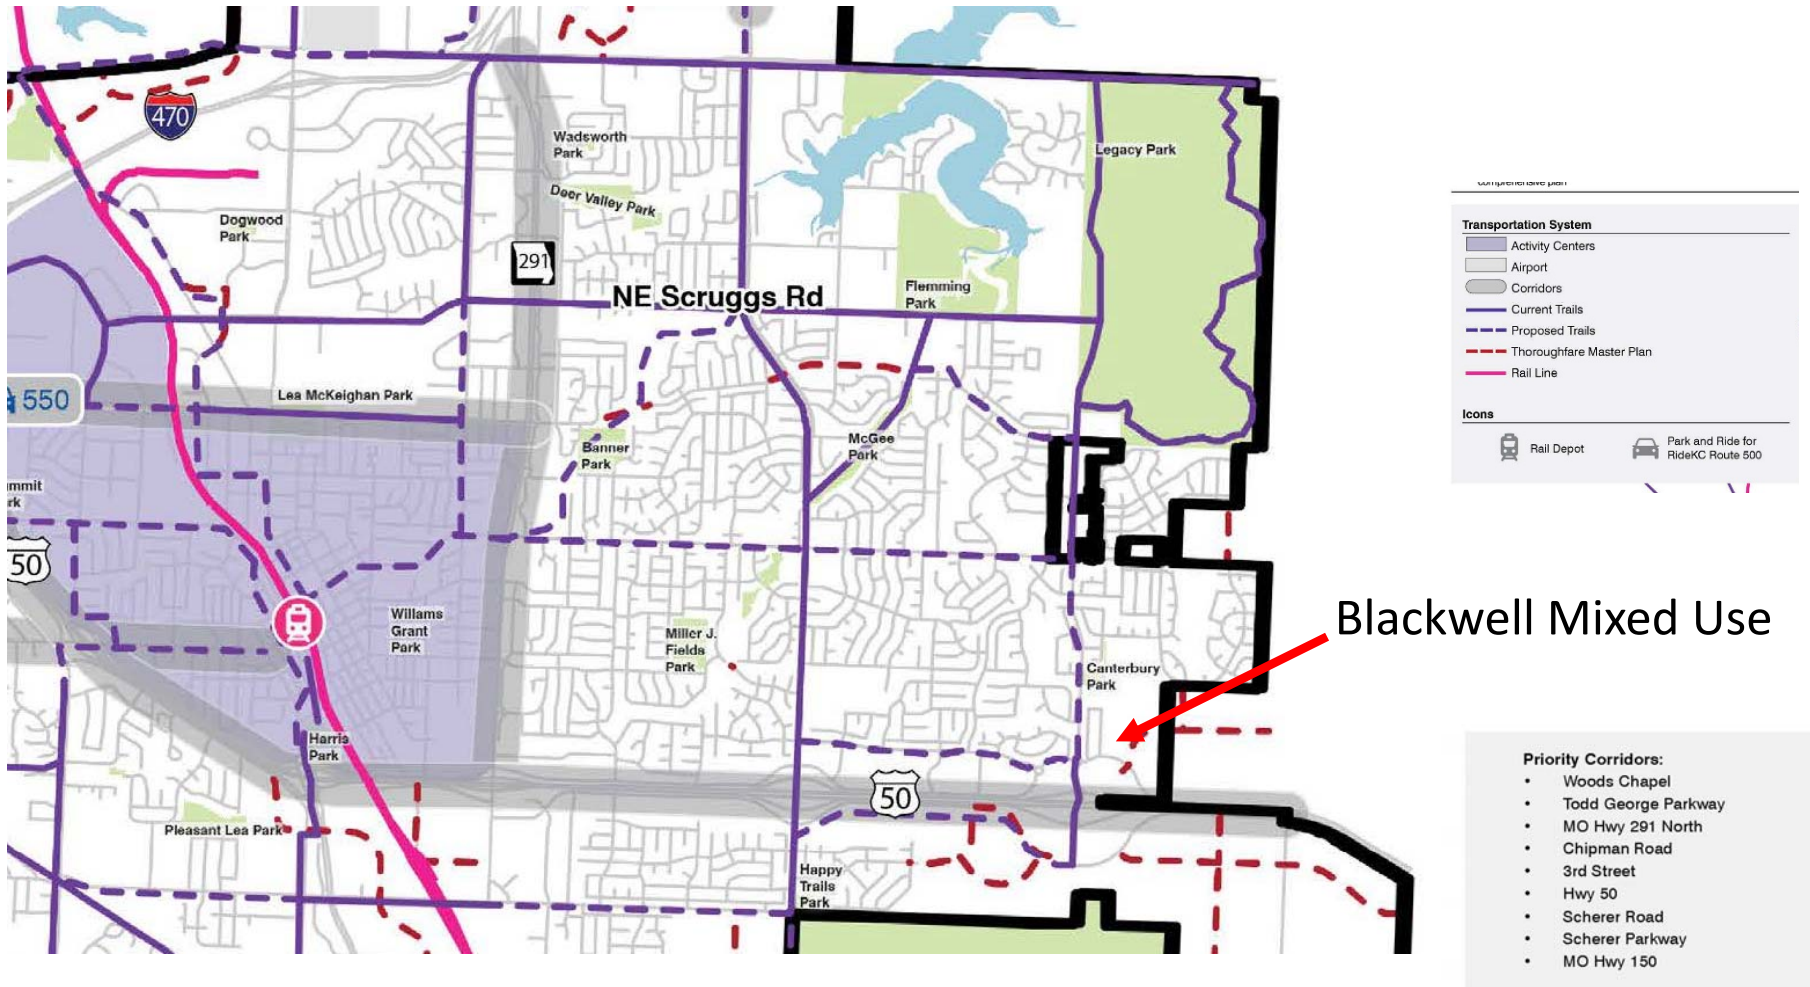 470
Wadsworth
Park
Legacy Park
Deer Valley Park
Dogwood
Park
291
NE Scruggs Rd
Flemming
Park
550
Lea McKeighan Park
Banner
Park
McGee
Park
mmit
rk
50
Willams
Grant
Park
Miller J.
Fields
Park
Canterbury
Park
Harris
Park
50
Pleasant Lea Park
Happy
Trails
Park
Blackwell Mixed Use
comprehensive plan
Transportation System
Activity Centers
Airport
Corridors
Current Trails
Proposed Trails
Thoroughfare Master Plan
Rail Line
Icons
Rail Depot
Park and Ride for
RideKC Route 500
Priority Corridors:
• Woods Chapel
• Todd George Parkway
• MO Hwy 291 North
• Chipman Road
• 3rd Street
• Hwy 50
• Scherer Road
• Scherer Parkway
• MO Hwy 150